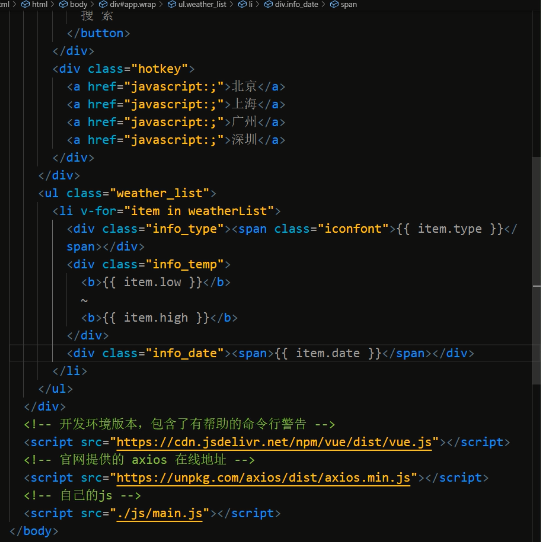 ml > html > body > div#app.wrap > ul.weather_list > li > div.info_date > span
搜 索
</button>
</div>
<div class="hotkey">
<a href="javascript:;">北京</a>
<a href="javascript:;">上海</a>
<a href="javascript:;">广州</a>
<a href="javascript:;">深圳</a>
</div>
</div>
<ul class="weather_list">
<li v-for="item in weatherList">
<div class="info_type"><span class="iconfont">{{ item.type }}</
span></div>
<div class="info_temp">
<b>{{ item.low }}</b>
~
<b>{{ item.high }}</b>
</div>
<div class="info_date"><span>{{ item.date }}</span></div>
</li>
</ul>
</div>
<!-- 开发环境版本，包含了有帮助的命令行警告 -->
<script src="https://cdn.jsdelivr.net/npm/vue/dist/vue.js"></script>
<!-- 官网提供的 axios 在线地址 -->
<script src="https://unpkg.com/axios/dist/axios.min.js"></script>
<!-- 自己的js -->
<script src="./js/main.js"></script>
</body>